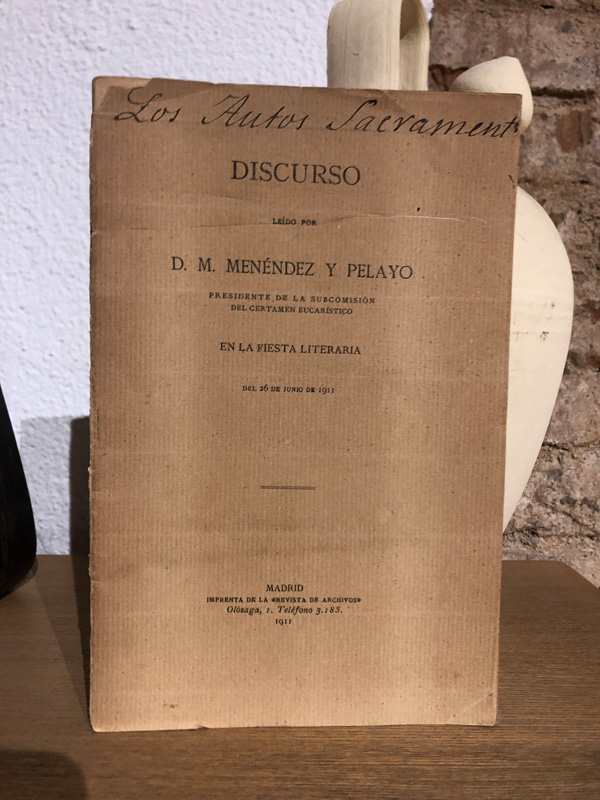 Los Autos Sacrament
DISCURSO
LEÍDO POR
D. M. MENÉNDEZ Y PELAYO
PRESIDENTE DE LA SUBCOMISIÓN
DEL CERTAMEN EUCARÍSTICO
EN LA FIESTA LITERARIA
DEL 26 DE JUNIO DE 1911
MADRID
IMPRENTA DE LA «REVISTA DE ARCHIVOS»
Olózaga, 1. Teléfono 3.185.
1911